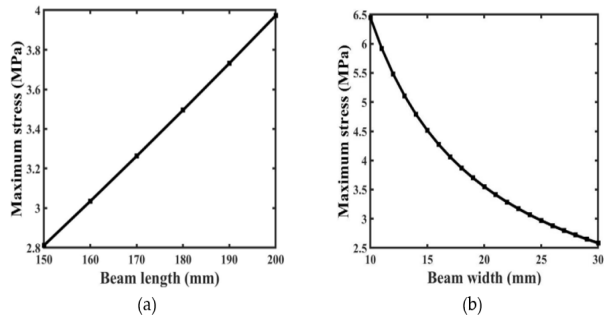 Maximum stress (MPa)
4
3.8
3.6
3.4
3.2
3
2.8
150 160 170 180 190 200
Beam length (mm)
(a)
Maximum stress (MPa)
6.5
6
5.5
5
4.5
4
3.5
3
2.5
10 15 20 25 30
Beam width (mm)
(b)